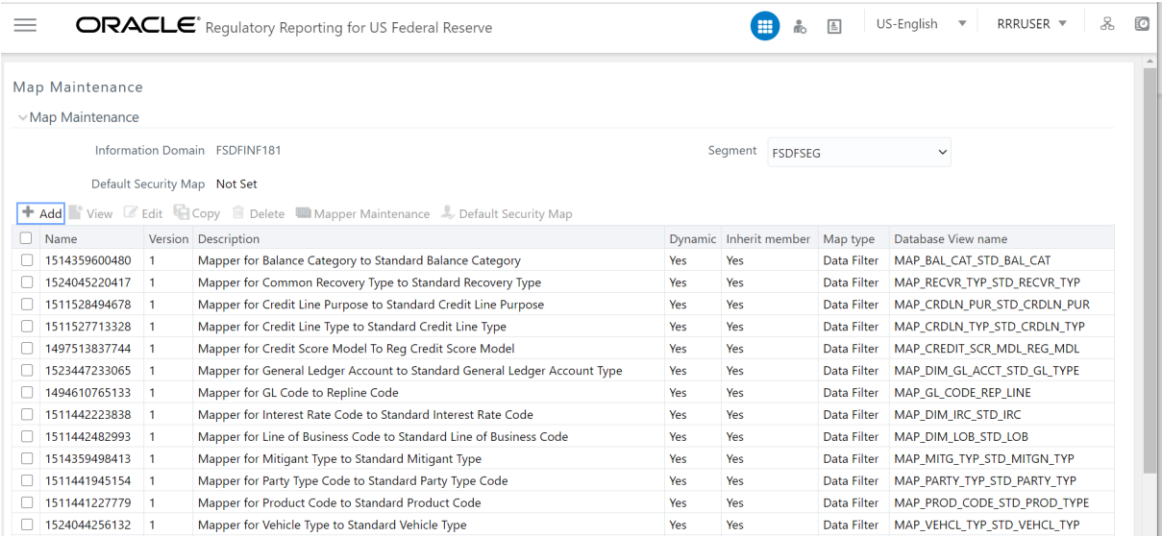 ORACLE® Regulatory Reporting for US Federal Reserve US-English RRRUSER
Map Maintenance
Map Maintenance
Information Domain FSDFINF181 Segment FSDFSEG
Default Security Map Not Set
Add View Edit Copy Delete Mapper Maintenance Default Security Map
Name Version Description Dynamic Inherit member Map type Database View name
1514359600480 1 Mapper for Balance Category to Standard Balance Category Yes Yes Data Filter MAP_BAL_CAT_STD_BAL_CAT
1524045220417 1 Mapper for Common Recovery Type to Standard Recovery Type Yes Yes Data Filter MAP_RECVR_TYP_STD_RECVR_TYP
1511528494678 1 Mapper for Credit Line Purpose to Standard Credit Line Purpose Yes Yes Data Filter MAP_CRDLN_PUR_STD_CRDLN_PUR
1511527713328 1 Mapper for Credit Line Type to Standard Credit Line Type Yes Yes Data Filter MAP_CRDLN_TYP_STD_CRDLN_TYP
1497513837744 1 Mapper for Credit Score Model To Reg Credit Score Model Yes Yes Data Filter MAP_CREDIT_SCR_MDL_REG_MDL
1523447233065 1 Mapper for General Ledger Account to Standard General Ledger Account Type Yes Yes Data Filter MAP_DIM_GL_ACCT_STD_GL_TYPE
1494610765133 1 Mapper for GL Code to Repline Code Yes Yes Data Filter MAP_GL_CODE_REP_LINE
1511442223838 1 Mapper for Interest Rate Code to Standard Interest Rate Code Yes Yes Data Filter MAP_DIM_IRC_STD_IRC
1511442482993 1 Mapper for Line of Business Code to Standard Line of Business Code Yes Yes Data Filter MAP_DIM_LOB_STD_LOB
1514359498413 1 Mapper for Mitigant Type to Standard Mitigant Type Yes Yes Data Filter MAP_MITG_TYP_STD_MITGN_TYP
1511441945154 1 Mapper for Party Type Code to Standard Party Type Code Yes Yes Data Filter MAP_PARTY_TYP_STD_PARTY_TYP
1511441227779 1 Mapper for Product Code to Standard Product Code Yes Yes Data Filter MAP_PROD_CODE_STD_PROD_TYPE
1524044256132 1 Mapper for Vehicle Type to Standard Vehicle Type Yes Yes Data Filter MAP_VEHCL_TYP_STD_VEHCL_TYP